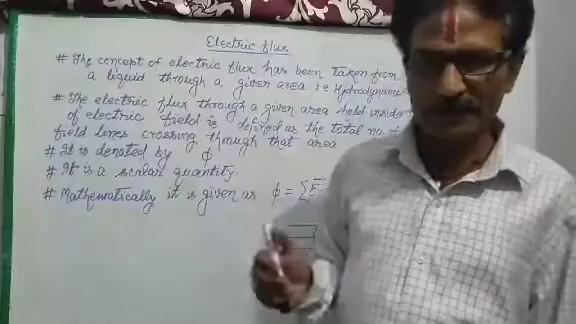 Electric flux
# The concept of electric flux has been taken from
a liquid through a given area i.e Hydrodynami
# The electric flux through a given area held inside
of electric field is defined as the total no. of
field lines crossing through that area
# It is denoted by ϕ
# It is a scalar quantity
# Mathematically it is given as ϕ = ∑ E